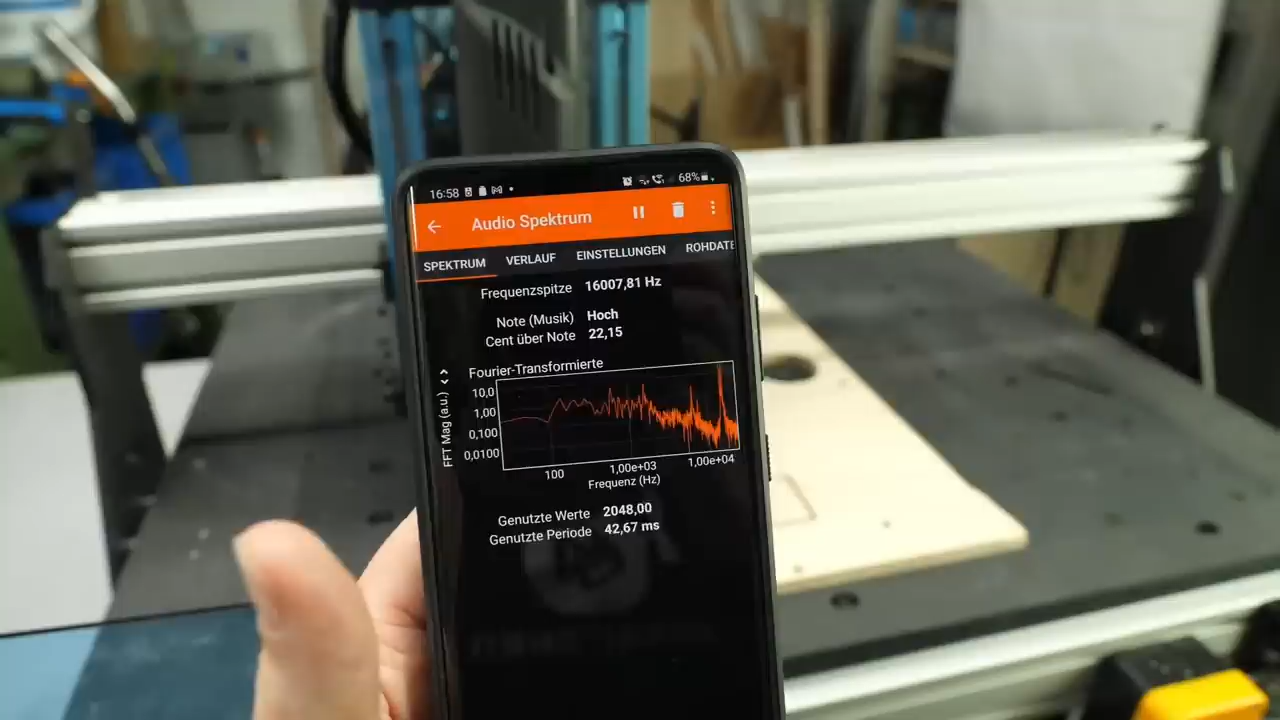 16:58 68%
Audio Spektrum
SPEKTRUM VERLAUF EINSTELLUNGEN ROHDATE
Frequenzspitze 16007,81 Hz
Note (Musik) Hoch
Cent über Note 22,15
Fourier-Transformierte
FFT Mag (a.u.)
10,0
1,00
0,100
0,0100
100 1,00e+03 1,00e+04
Frequenz (Hz)
Genutzte Werte 2048,00
Genutzte Periode 42,67 ms